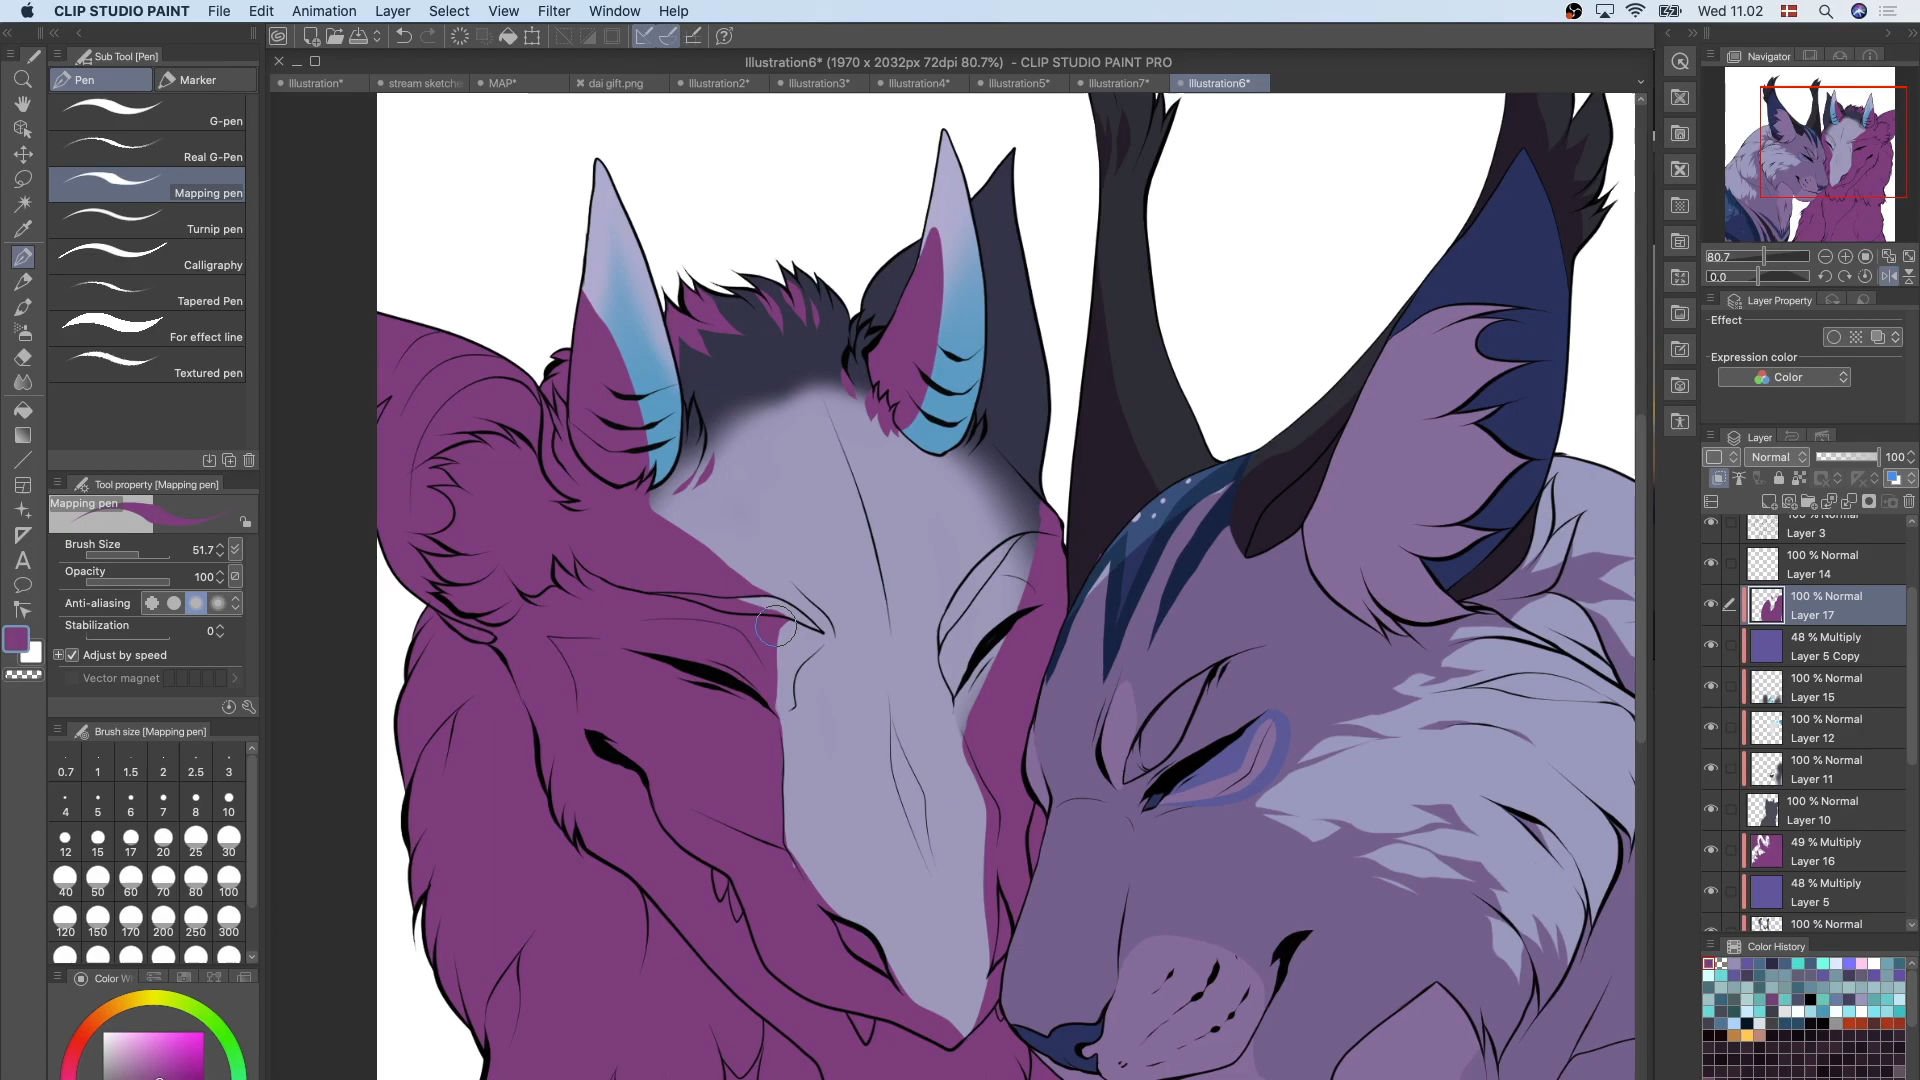 CLIP STUDIO PAINT File Edit Animation Layer Select View Filter Window Help
Wed 11.02
Sub Tool [Pen]
Pen
Marker
G-pen
Real G-Pen
Mapping pen
Turnip pen
Calligraphy
Tapered Pen
For effect line
Textured pen
Tool property [Mapping pen]
Mapping pen
Brush Size 51.7
Opacity 100
Anti-aliasing
Stabilization 0
Adjust by speed
Vector magnet
Brush size [Mapping pen]
0.7 1 1.5 2 2.5 3
4 5 6 7 8 10
12 15 17 20 25 30
40 50 60 70 80 100
120 150 170 200 250 300
Color W
Illustration6* (1970 x 2032px 72dpi 80.7%) - CLIP STUDIO PAINT PRO
Illustration*
stream sketche
MAP*
dai gift.png
Illustration2*
Illustration3*
Illustration4*
Illustration5*
Illustration7*
Illustration6*
Navigator
80.7
0.0
Layer Property
Effect
Expression color
Color
Layer
Normal
100
100 % Normal
Layer 3
100 % Normal
Layer 14
100 % Normal
Layer 17
48 % Multiply
Layer 5 Copy
100 % Normal
Layer 15
100 % Normal
Layer 12
100 % Normal
Layer 11
100 % Normal
Layer 10
49 % Multiply
Layer 16
48 % Multiply
Layer 5
100 % Normal
Color History